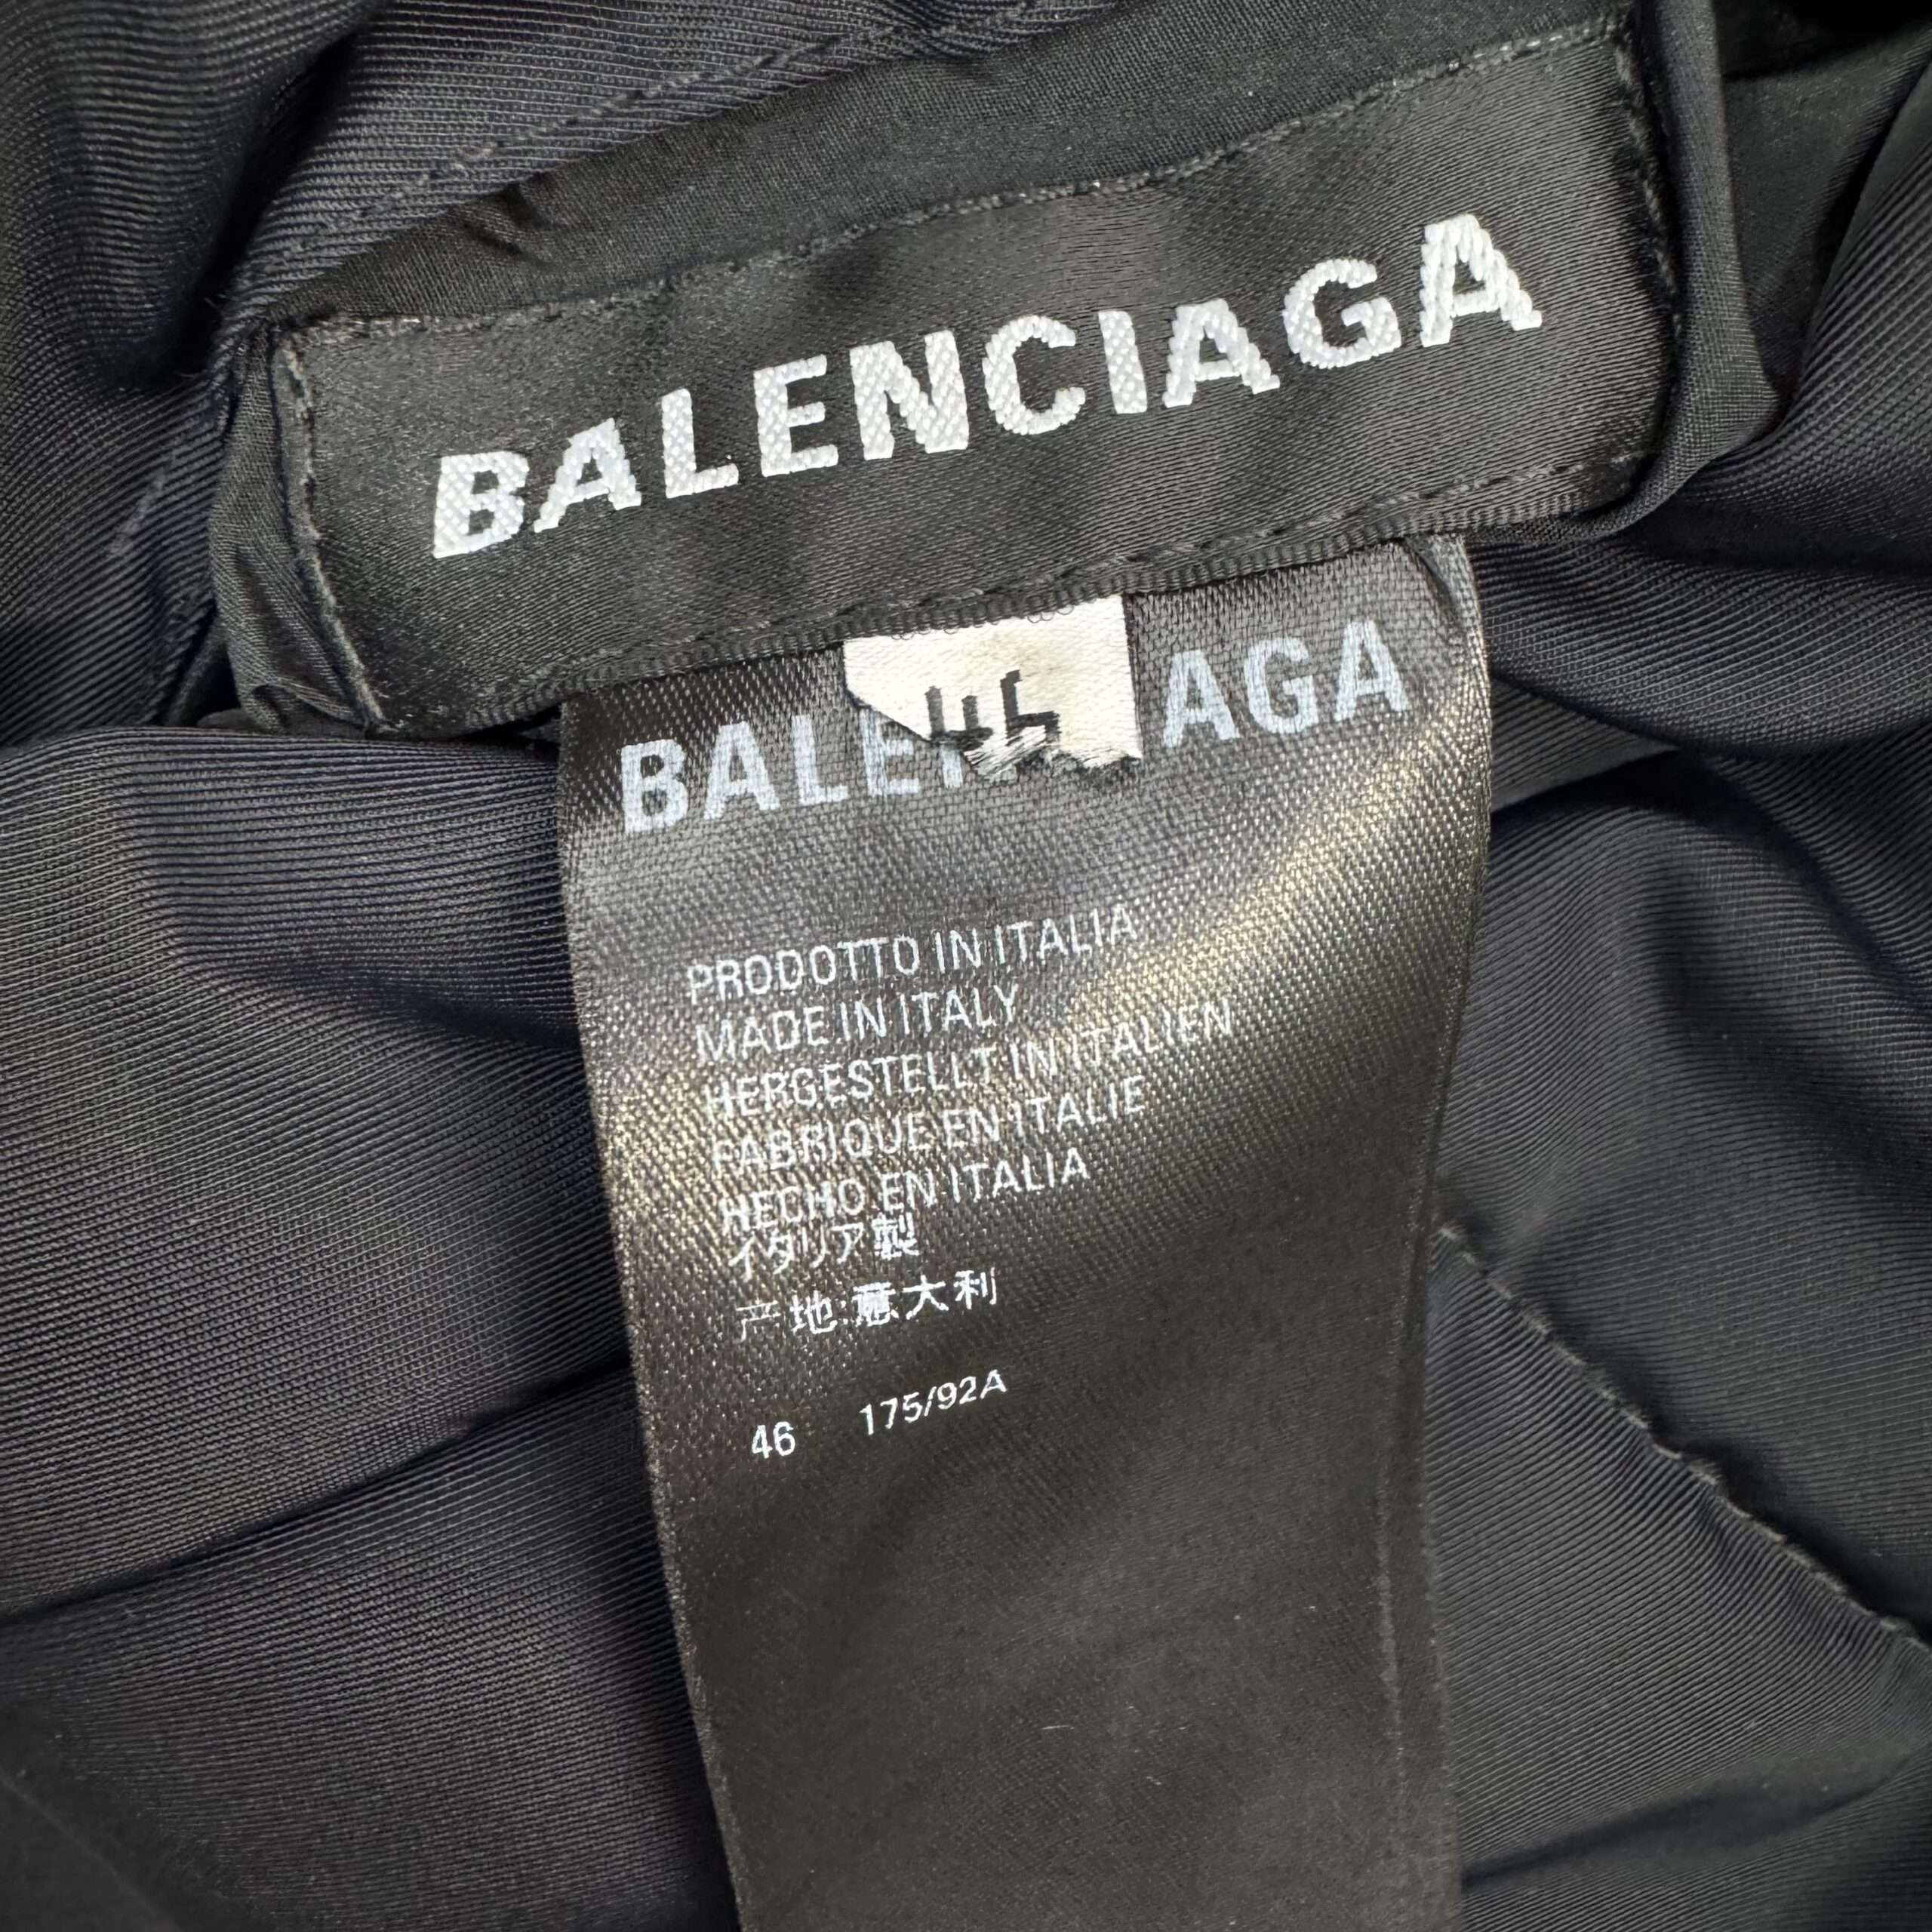 BALENCIAGA
BALEN AGA
PRODOTTO IN ITALIA
MADE IN ITALY
HERGESTELLT IN ITALIEN
FABRIQUE EN ITALIE
HECHO EN ITALIA
イタリア製
产地:意大利
46 175/92A